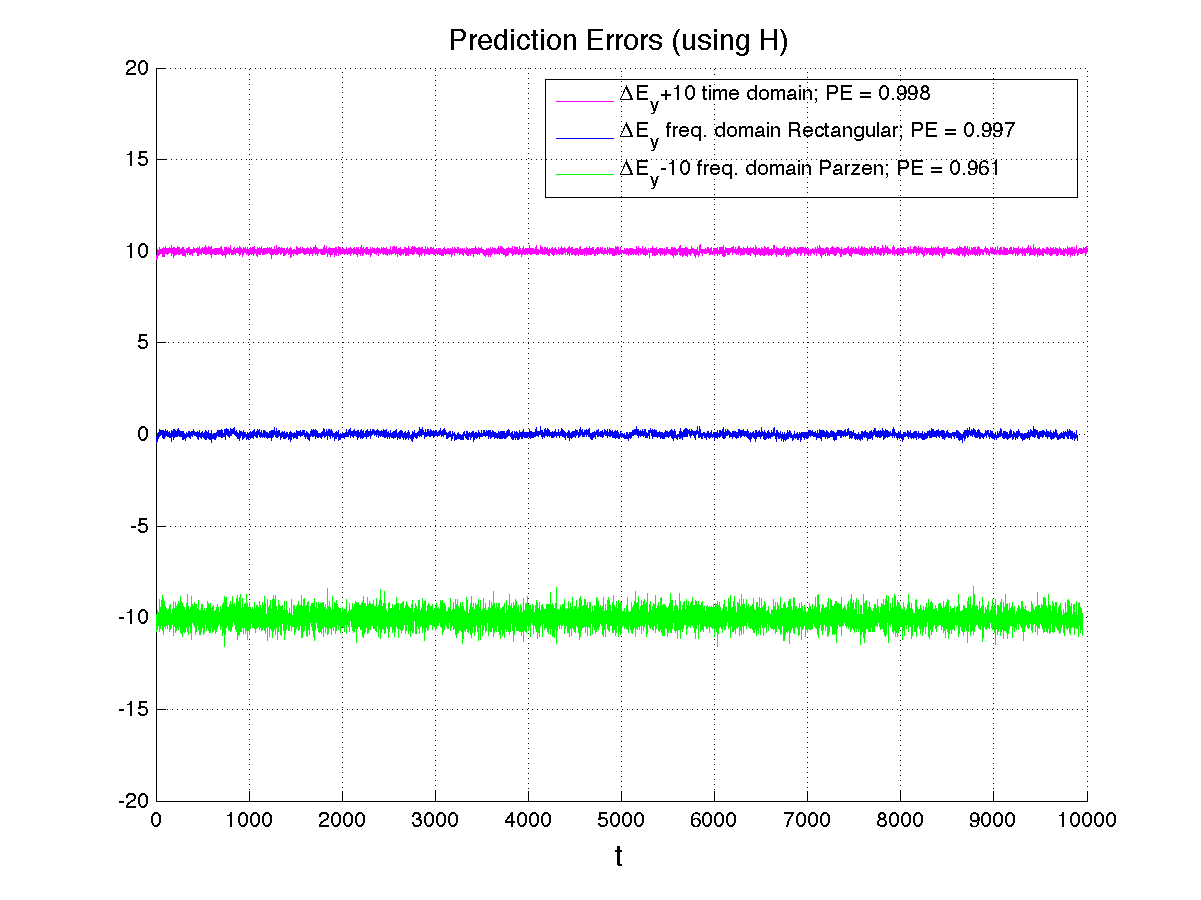 Prediction Errors (using H)
20
15
10
5
0
-5
-10
-15
-20
ΔEy+10 time domain; PE = 0.998
ΔEy freq. domain Rectangular; PE = 0.997
ΔEy-10 freq. domain Parzen; PE = 0.961
0 1000 2000 3000 4000 5000 6000 7000 8000 9000 10000
t